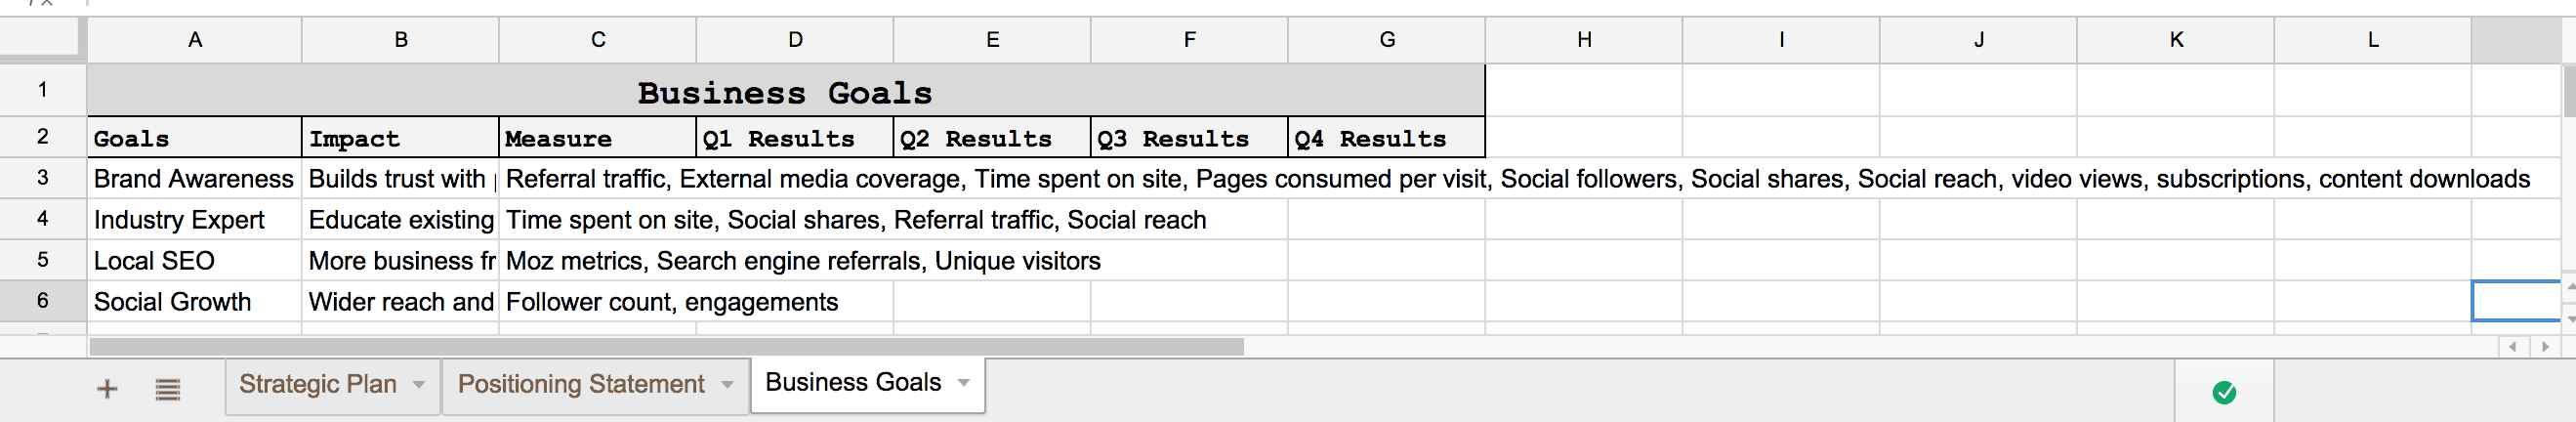 A B C D E F G H I J K L
1 Business Goals
2 Goals Impact Measure Q1 Results Q2 Results Q3 Results Q4 Results
3 Brand Awareness Builds trust with Referral traffic, External media coverage, Time spent on site, Pages consumed per visit, Social followers, Social shares, Social reach, video views, subscriptions, content downloads
4 Industry Expert Educate existing Time spent on site, Social shares, Referral traffic, Social reach
5 Local SEO More business fr Moz metrics, Search engine referrals, Unique visitors
6 Social Growth Wider reach and Follower count, engagements
Strategic Plan Positioning Statement Business Goals